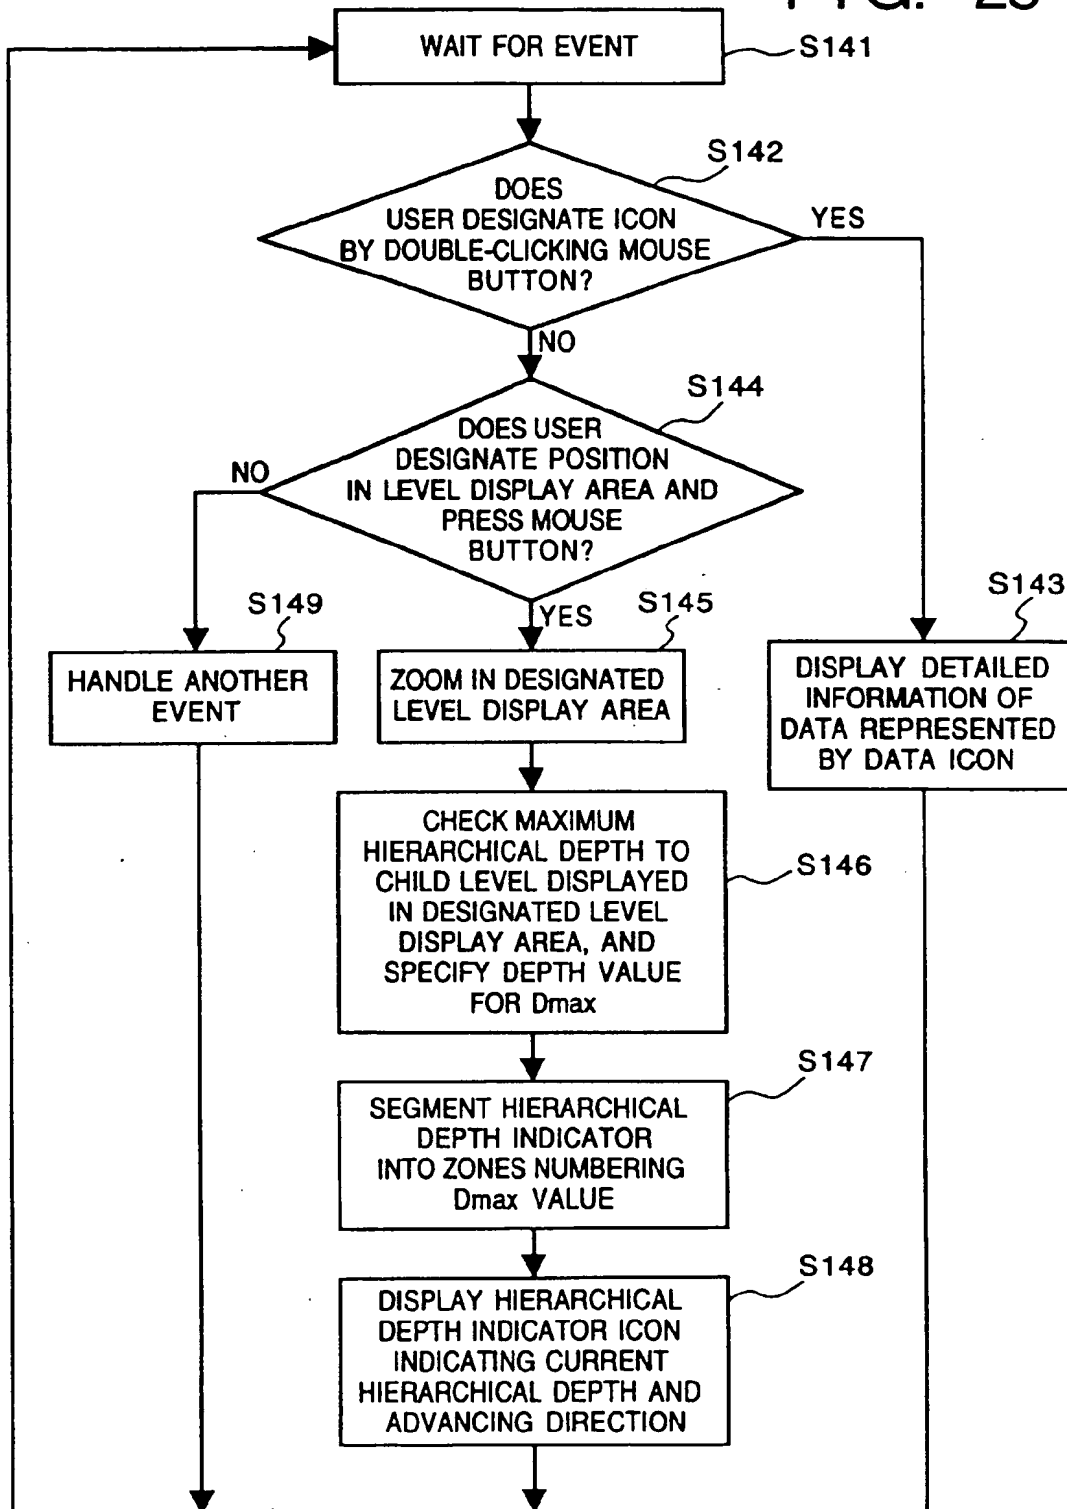 WAIT FOR EVENT
S141
S142
DOES
USER DESIGNATE ICON
BY DOUBLE-CLICKING MOUSE
BUTTON?
YES
NO
S144
DOES USER
DESIGNATE POSITION
IN LEVEL DISPLAY AREA AND
PRESS MOUSE
BUTTON?
NO
YES
S149
HANDLE ANOTHER
EVENT
S145
ZOOM IN DESIGNATED
LEVEL DISPLAY AREA
S143
DISPLAY DETAILED
INFORMATION OF
DATA REPRESENTED
BY DATA ICON
CHECK MAXIMUM
HIERARCHICAL DEPTH TO
CHILD LEVEL DISPLAYED
IN DESIGNATED LEVEL
DISPLAY AREA, AND
SPECIFY DEPTH VALUE
FOR Dmax
S146
S147
SEGMENT HIERARCHICAL
DEPTH INDICATOR
INTO ZONES NUMBERING
Dmax VALUE
S148
DISPLAY HIERARCHICAL
DEPTH INDICATOR ICON
INDICATING CURRENT
HIERARCHICAL DEPTH AND
ADVANCING DIRECTION